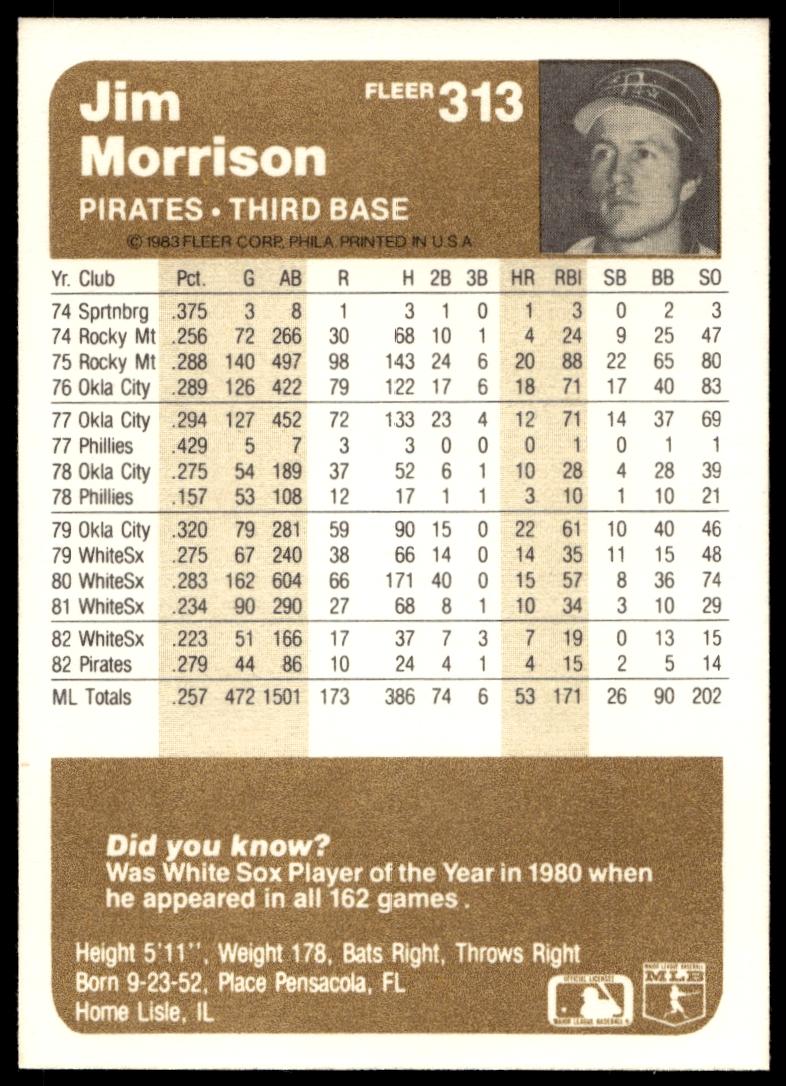 Jim
Morrison
FLEER 313
PIRATES • THIRD BASE
© 1983 FLEER CORP. PHILA. PRINTED IN U.S.A
Yr. Club Pct. G AB R H 2B 3B HR RBI SB BB SO
74 Sprtnbrg .375 3 8 1 3 1 0 1 3 0 2 3
74 Rocky Mt .256 72 266 30 68 10 1 4 24 9 25 47
75 Rocky Mt .288 140 497 98 143 24 6 20 88 22 65 80
76 Okla City .289 126 422 79 122 17 6 18 71 17 40 83
77 Okla City .294 127 452 72 133 23 4 12 71 14 37 69
77 Phillies .429 5 7 3 3 0 0 0 1 0 1 1
78 Okla City .275 54 189 37 52 6 1 10 28 4 28 39
78 Phillies .157 53 108 12 17 1 1 3 10 1 10 21
79 Okla City .320 79 281 59 90 15 0 22 61 10 40 46
79 WhiteSx .275 67 240 38 66 14 0 14 35 11 15 48
80 WhiteSx .283 162 604 66 171 40 0 15 57 8 36 74
81 WhiteSx .234 90 290 27 68 8 1 10 34 3 10 29
82 WhiteSx .223 51 166 17 37 7 3 7 19 0 13 15
82 Pirates .279 44 86 10 24 4 1 4 15 2 5 14
ML Totals .257 472 1501 173 386 74 6 53 171 26 90 202
Did you know?
Was White Sox Player of the Year in 1980 when
he appeared in all 162 games .
Height 5'11", Weight 178, Bats Right, Throws Right
Born 9-23-52, Place Pensacola, FL
Home Lisle, IL
OFFICIAL LICENSEE
MAJOR LEAGUE BASEBALL
MAJOR LEAGUE BASEBALL
MLB